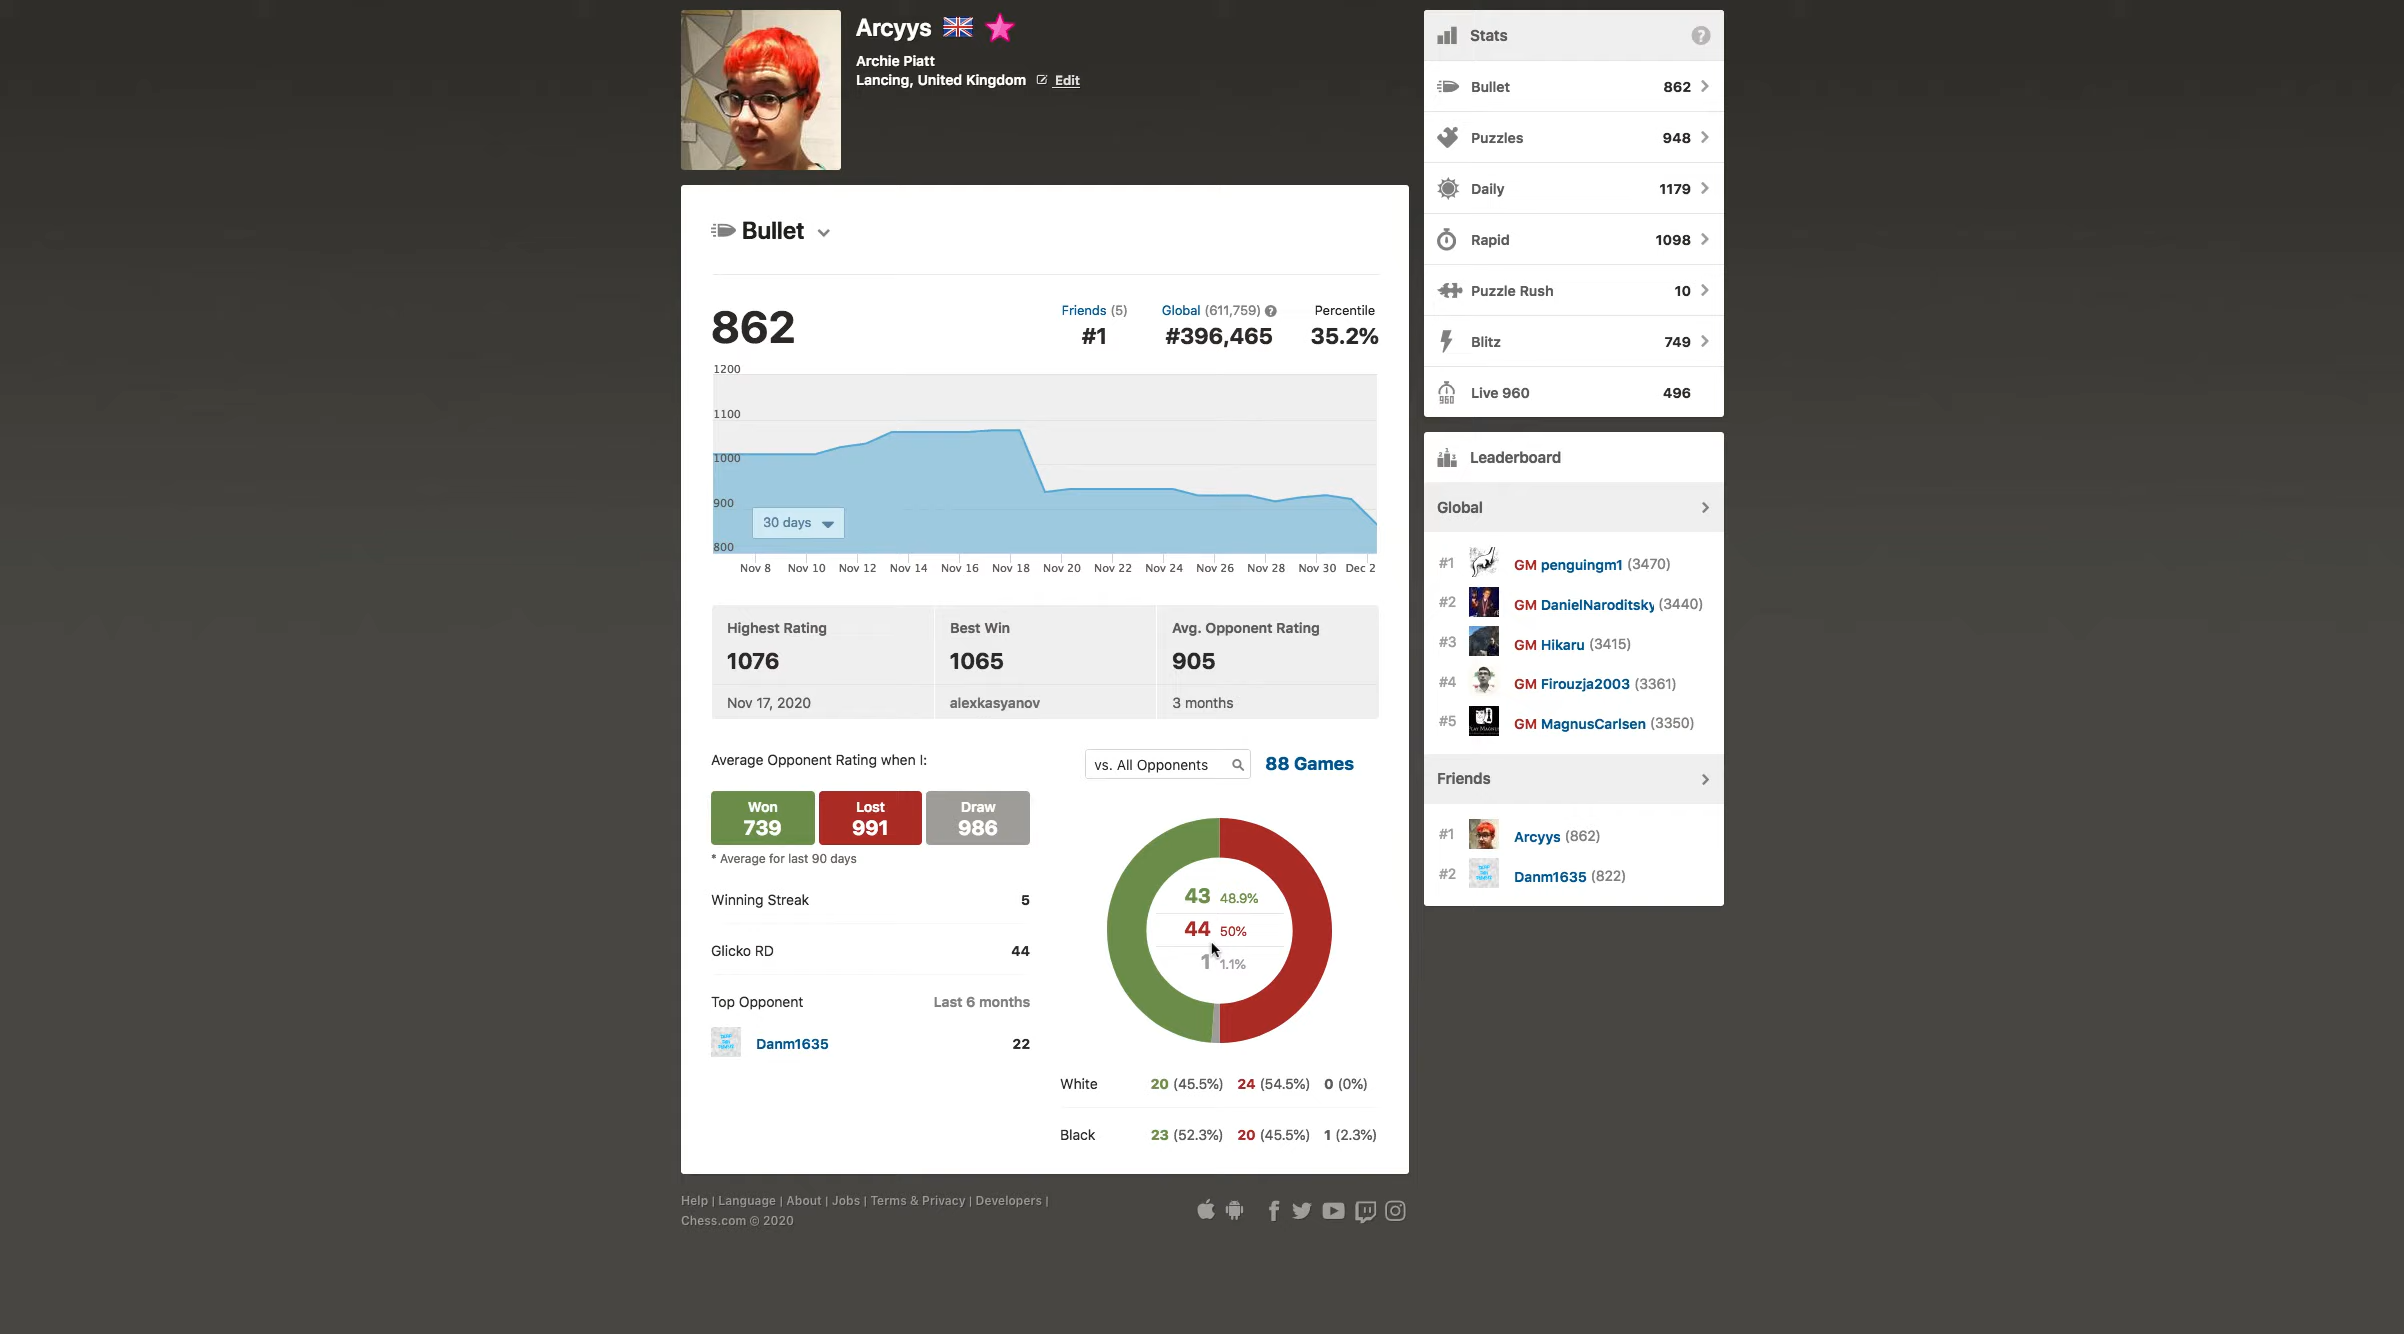 Arcyys
Archie Piatt
Lancing, United Kingdom Edit
Bullet
862
Friends (5) Global (611,759) ? Percentile
#1 #396,465 35.2%
1200
1100
1000
900
800
30 days
Nov 8 Nov 10 Nov 12 Nov 14 Nov 16 Nov 18 Nov 20 Nov 22 Nov 24 Nov 26 Nov 28 Nov 30 Dec 2
Highest Rating Best Win Avg. Opponent Rating
1076 1065 905
Nov 17, 2020 alexkasyanov 3 months
Average Opponent Rating when I:
Won Lost Draw
739 991 986
* Average for last 90 days
Winning Streak 5
Glicko RD 44
Top Opponent Last 6 months
Danm1635 22
vs. All Opponents 88 Games
43 48.9%
44 50%
1 1.1%
White 20 (45.5%) 24 (54.5%) 0 (0%)
Black 23 (52.3%) 20 (45.5%) 1 (2.3%)
Stats ?
Bullet 862
Puzzles 948
Daily 1179
Rapid 1098
Puzzle Rush 10
Blitz 749
960 Live 960 496
Leaderboard
Global
#1 GM penguingm1 (3470)
#2 GM DanielNaroditsky (3440)
#3 GM Hikaru (3415)
#4 GM Firouzja2003 (3361)
#5 GM MagnusCarlsen (3350)
Friends
#1 Arcyys (862)
#2 Danm1635 (822)
Help | Language | About | Jobs | Terms & Privacy | Developers |
Chess.com © 2020